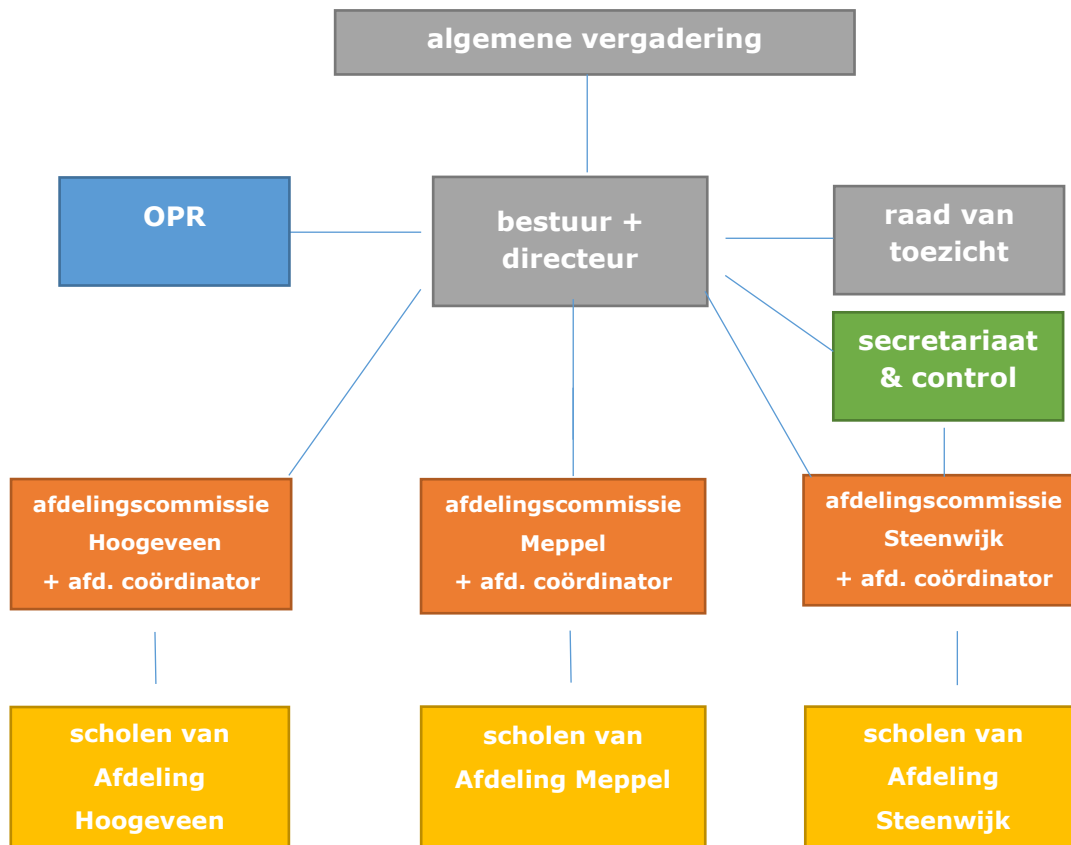 algemene vergadering
OPR
bestuur +
directeur
raad van
toezicht
secretariaat
& control
afdelingscommissie
Hoogeveen
+ afd. coördinator
afdelingscommissie
Meppel
+ afd. coördinator
afdelingscommissie
Steenwijk
+ afd. coördinator
scholen van
Afdeling
Hoogeveen
scholen van
Afdeling Meppel
scholen van
Afdeling
Steenwijk